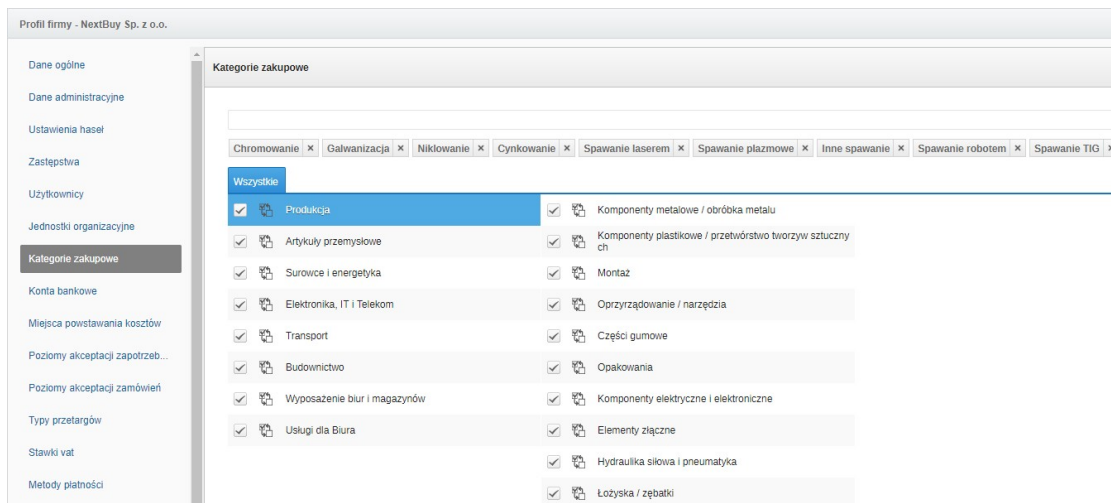 Profil firmy - NextBuy Sp. z o.o.
Dane ogólne
Dane administracyjne
Ustawienia haseł
Zastępstwa
Użytkownicy
Jednostki organizacyjne
Kategorie zakupowe
Konta bankowe
Miejsca powstawania kosztów
Poziomy akceptacji zapotrzeb...
Poziomy akceptacji zamówień
Typy przetargów
Stawki vat
Metody płatności
Kategorie zakupowe
Chromowanie × Galwanizacja × Niklowanie × Cynkowanie × Spawanie laserem × Spawanie plazmowe × Inne spawanie × Spawanie robotem × Spawanie TIG ×
Wszystkie
Produkcja
Artykuły przemysłowe
Surowce i energetyka
Elektronika, IT i Telekom
Transport
Budownictwo
Wyposażenie biur i magazynów
Usługi dla Biura
Komponenty metalowe / obróbka metalu
Komponenty plastikowe / przetwórstwo tworzyw sztuczny
ch
Montaż
Oprzyrządowanie / narzędzia
Części gumowe
Opakowania
Komponenty elektryczne i elektroniczne
Elementy złączne
Hydraulika siłowa i pneumatyka
Łożyska / zębatki